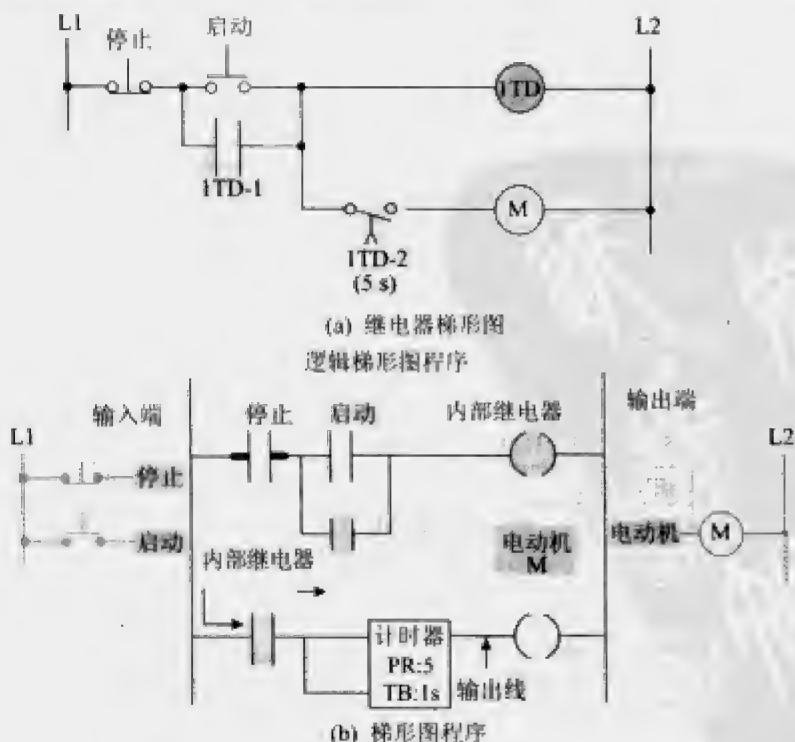 L1
停止
启动
L2
1TD
1TD-1
1TD-2
(5 s)
M
(a) 继电器梯形图
逻辑梯形图程序
输入端
停止
启动
内部继电器
输出端
L1
L2
停止
启动
内部继电器
电动机
M
电动机
M
计时器
PR:5
TB:1s
输出线
(b) 梯形图程序